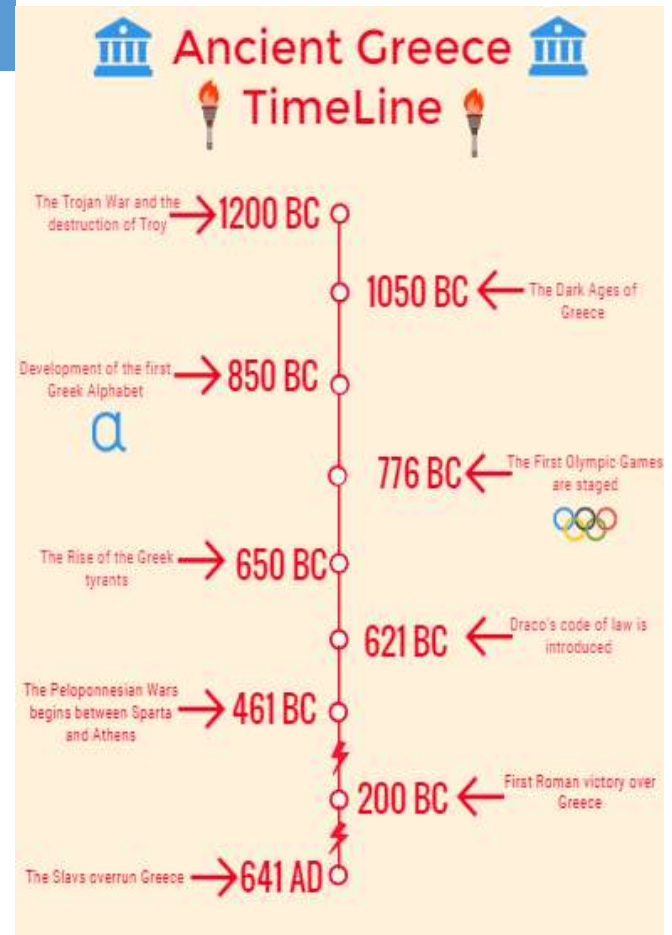 Ancient Greece
TimeLine
The Trojan War and the
destruction of Troy
1200 BC
1050 BC
The Dark Ages of
Greece
Development of the first
Greek Alphabet
850 BC
α
776 BC
The First Olympic Games
are staged
The Rise of the Greek
tyrants
650 BC
621 BC
Draco's code of law is
introduced
The Peloponnesian Wars
begins between Sparta
and Athens
461 BC
200 BC
First Roman victory over
Greece
The Slavs overrun Greece
641 AD